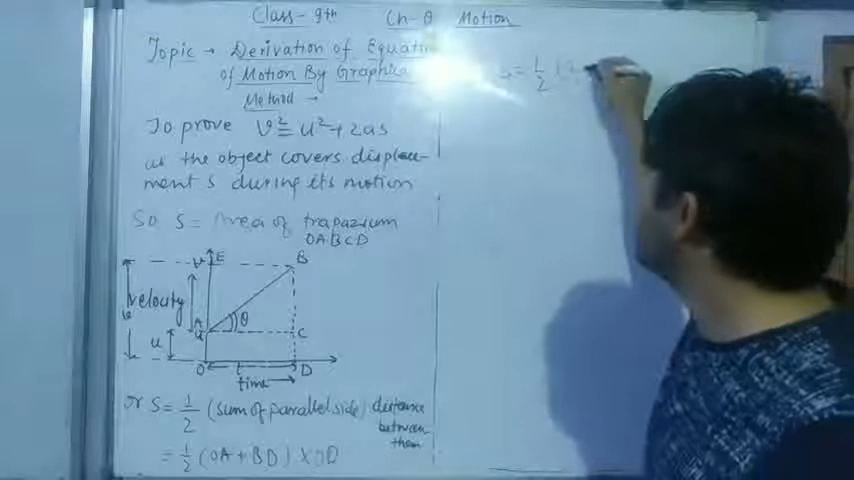 Class-9th Ch-8 Motion
Topic → Derivation of Equati
of Motion By Graphica
Method →
To prove V² = u² + 2as
as the object covers displace-
ment s during its motion
So S = Area of trapazium
OABCD
V E B
velocity
A
u θ C
u
O t D
time
or S = 1/2 (sum of parallel side) distance
between
them
= 1/2 (OA + BD) × OD
= 1/2